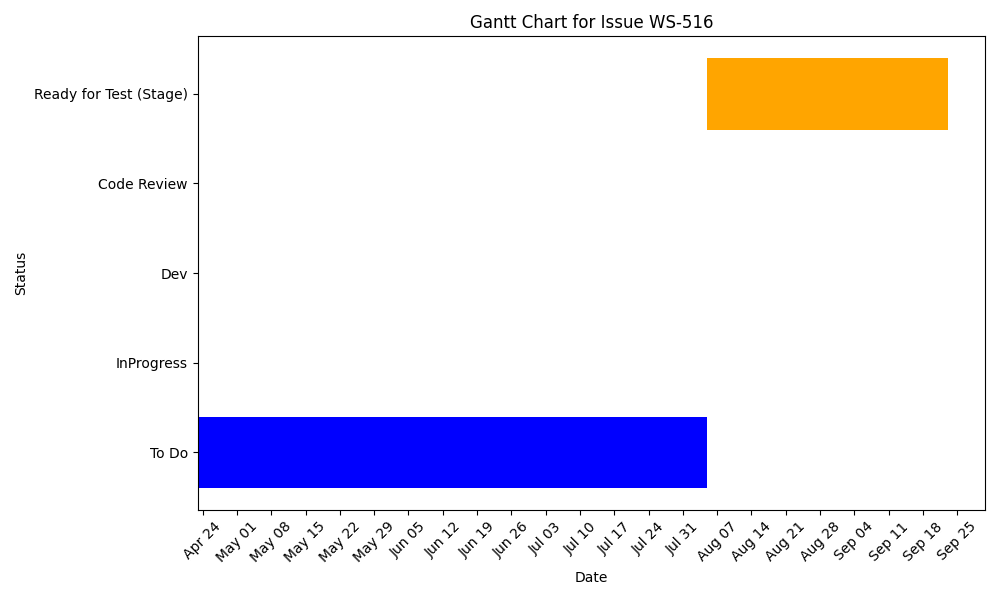 Gantt Chart for Issue WS-516
Status
Ready for Test (Stage)
Code Review
Dev
InProgress
To Do
Apr 24
May 01
May 08
May 15
May 22
May 29
Jun 05
Jun 12
Jun 19
Jun 26
Jul 03
Jul 10
Jul 17
Jul 24
Jul 31
Aug 07
Aug 14
Aug 21
Aug 28
Sep 04
Sep 11
Sep 18
Sep 25
Date